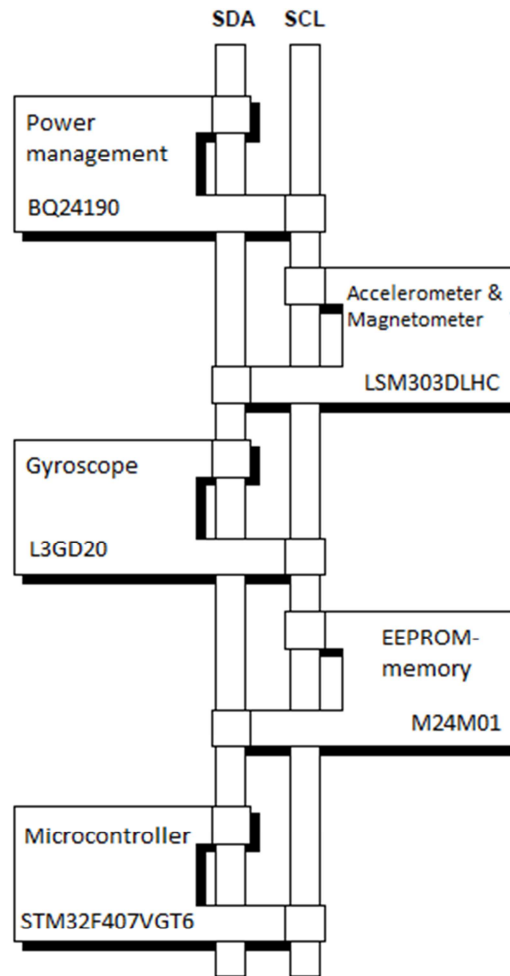 SDA SCL
Power
management
BQ24190
Accelerometer &
Magnetometer
LSM303DLHC
Gyroscope
L3GD20
EEPROM-
memory
M24M01
Microcontroller
STM32F407VGT6